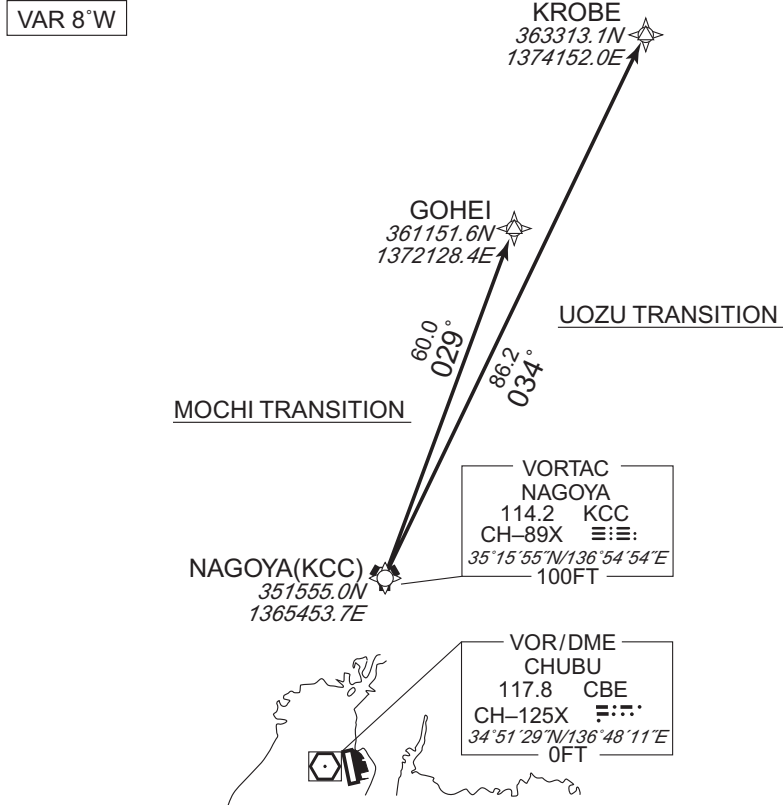 VAR 8°W
KROBE
363313.1N
1374152.0E
GOHEI
361151.6N
1372128.4E
UOZU TRANSITION
60.0
029°
86.2
034°
MOCHI TRANSITION
VORTAC
NAGOYA
114.2 KCC
CH–89X
35°15´55˝N/136°54´54˝E
100FT
NAGOYA(KCC)
351555.0N
1365453.7E
VOR/DME
CHUBU
117.8 CBE
CH–125X
34°51´29˝N/136°48´11˝E
0FT